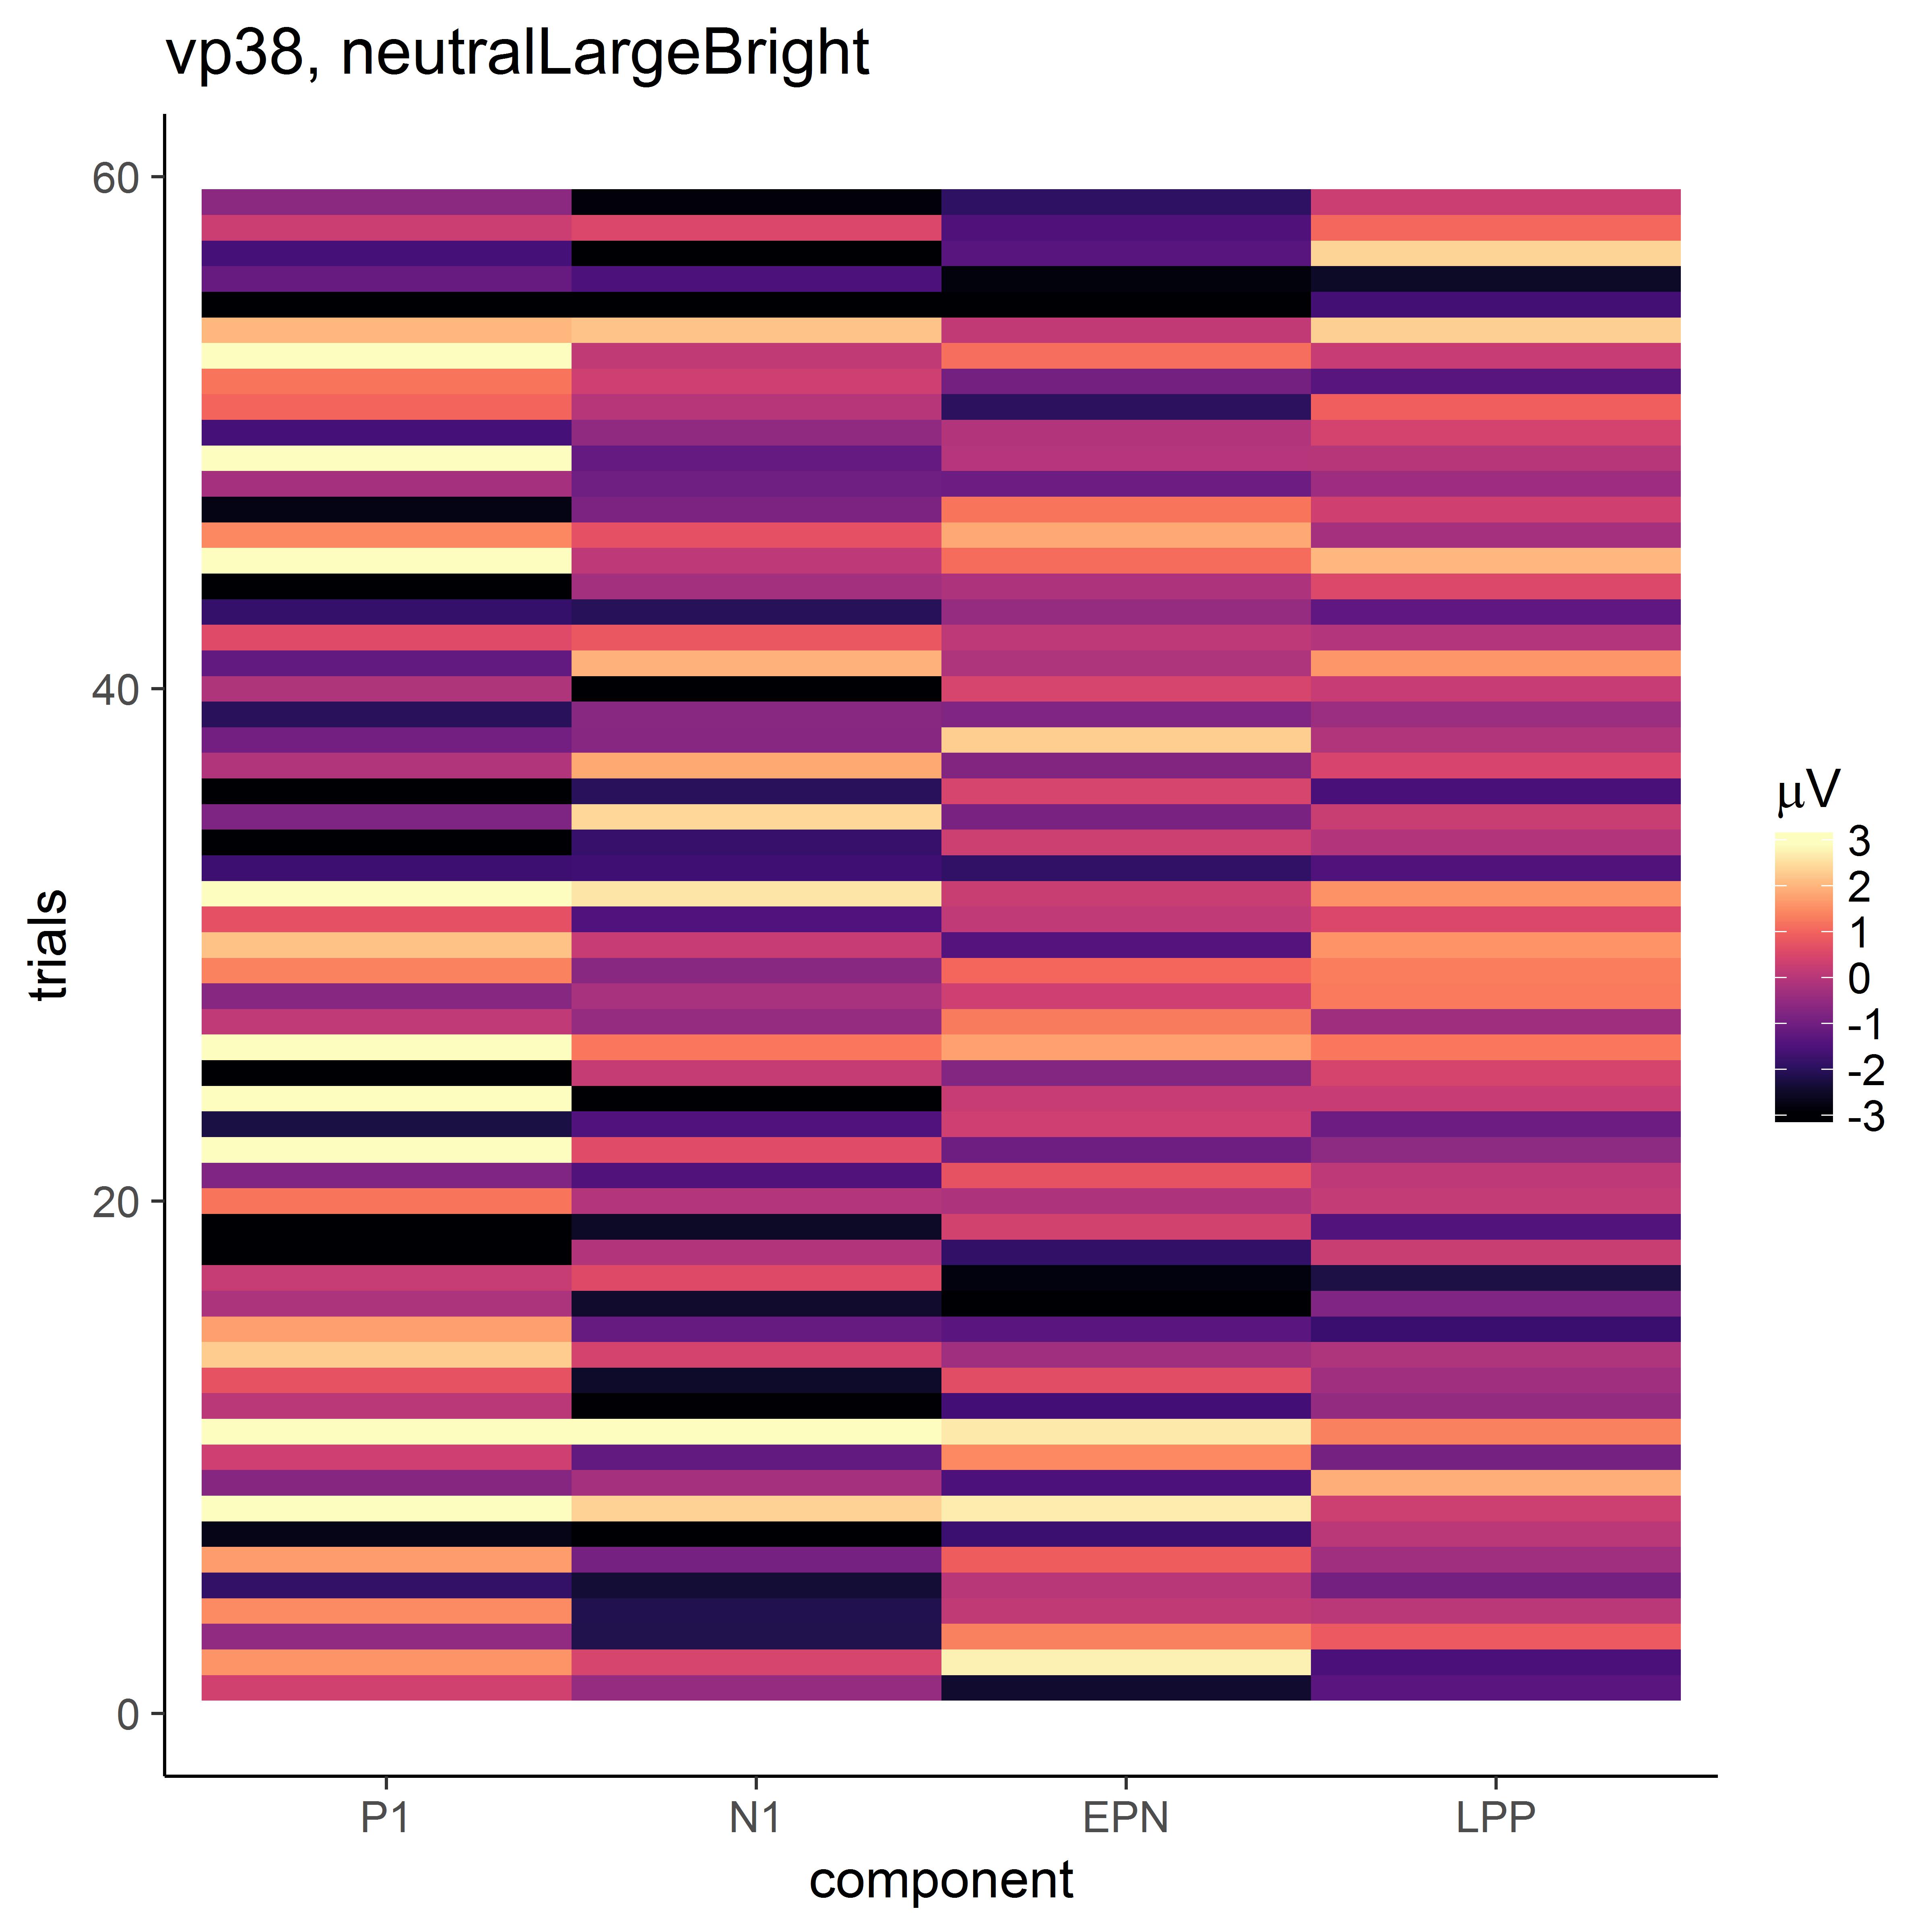 vp38, neutralLargeBright
60
40
20
0
trials
P1 N1 EPN LPP
component
μV
3
2
1
0
-1
-2
-3